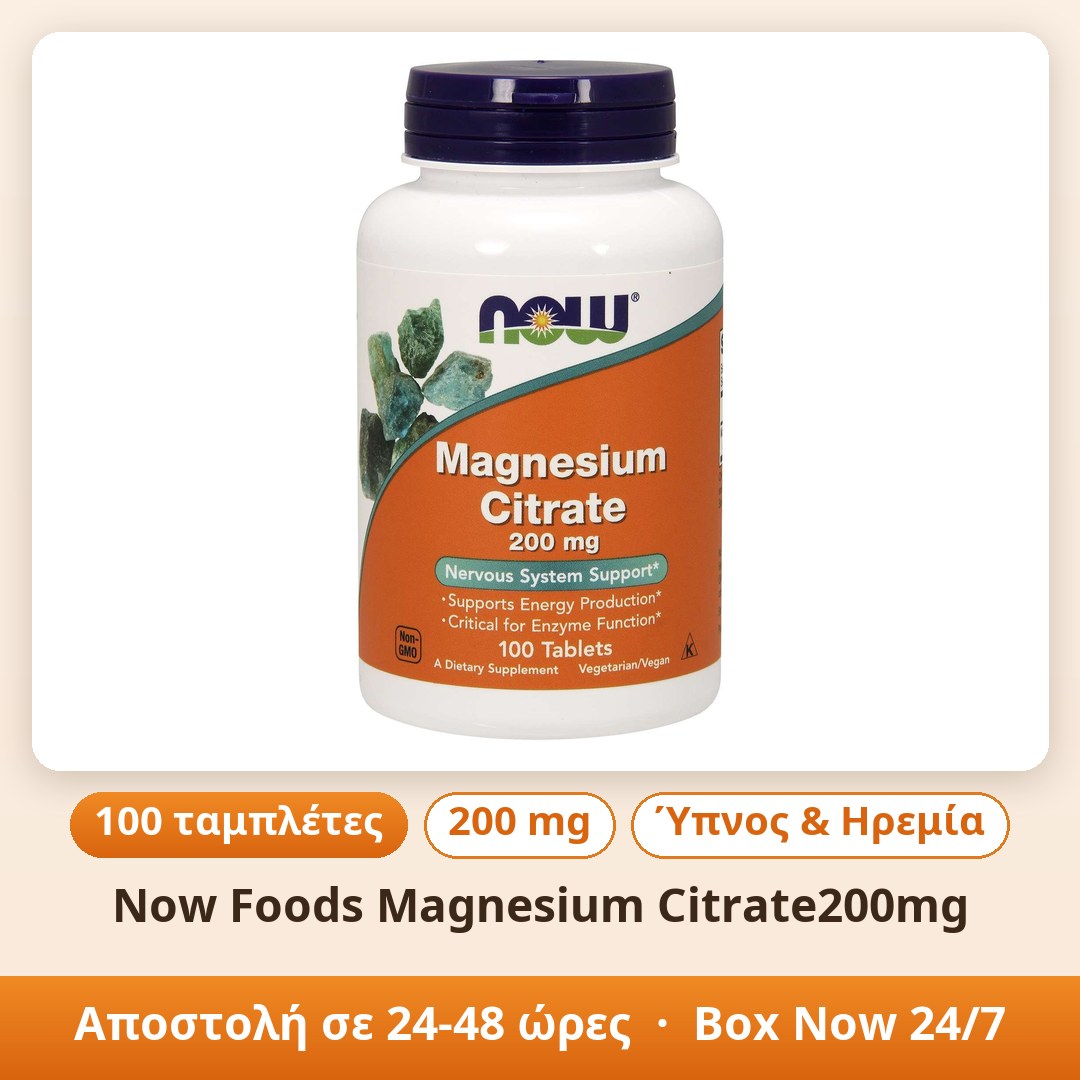 NOW®
Magnesium
Citrate
200 mg
Nervous System Support*
·Supports Energy Production*
·Critical for Enzyme Function*
Non-
GMO
100 Tablets
K
A Dietary Supplement Vegetarian/Vegan
100 ταμπλέτες
200 mg
Ύπνος & Ηρεμία
Now Foods Magnesium Citrate200mg
Αποστολή σε 24-48 ώρες · Box Now 24/7